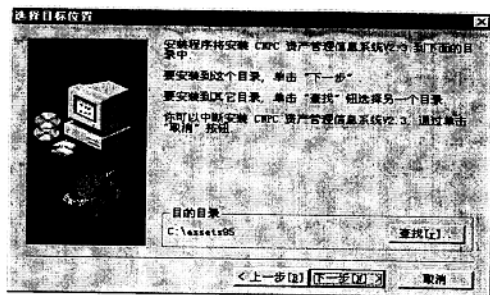 选择目标位置
安装程序将安装 CWPC 资产管理信息系统V2.3 到下面的目
录中
要安装到这个目录, 单击 “下一步”
要安装到其它目录, 单击 “查找” 钮选择另一个目录
你可以中断安装 CWPC 资产管理信息系统V2.3, 通过单击
“取消” 按钮.
目的目录
C:\assets95
查找[r]...
<上一步[B]
下一步[N] >
取消